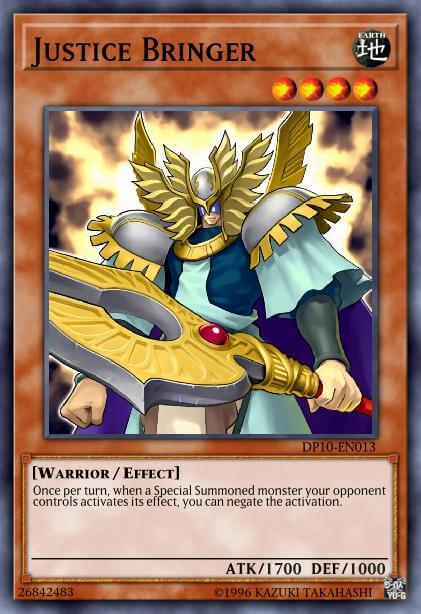 JUSTICE BRINGER
EARTH
地
DP10-EN013
[WARRIOR / EFFECT]
Once per turn, when a Special Summoned monster your opponent
controls activates its effect, you can negate the activation.
ATK/1700 DEF/1000
26842483
©1996 KAZUKI TAKAHASHI